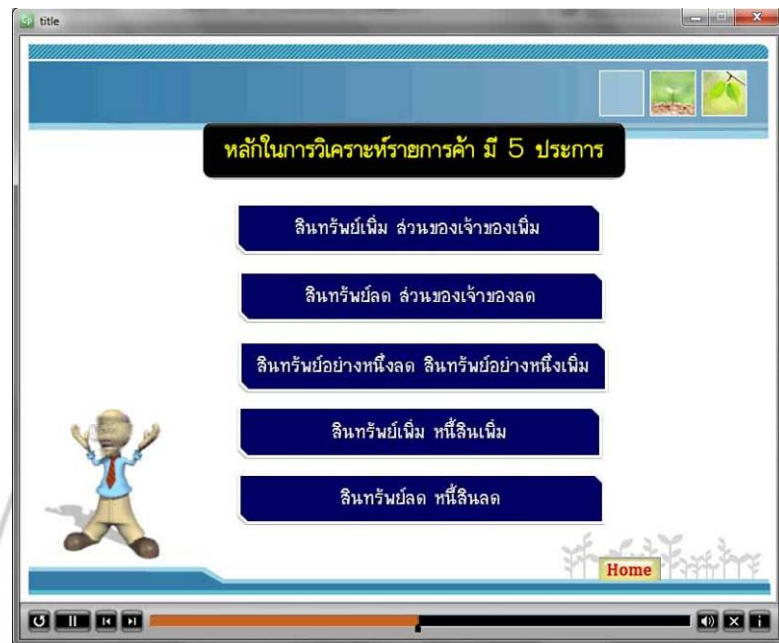 Cp title
หลักในการวิเคราะห์รายการค้า มี 5 ประการ
สินทรัพย์เพิ่ม ส่วนของเจ้าของเพิ่ม
สินทรัพย์ลด ส่วนของเจ้าของลด
สินทรัพย์อย่างหนึ่งลด สินทรัพย์อย่างหนึ่งเพิ่ม
สินทรัพย์เพิ่ม หนี้สินเพิ่ม
สินทรัพย์ลด หนี้สินลด
Home